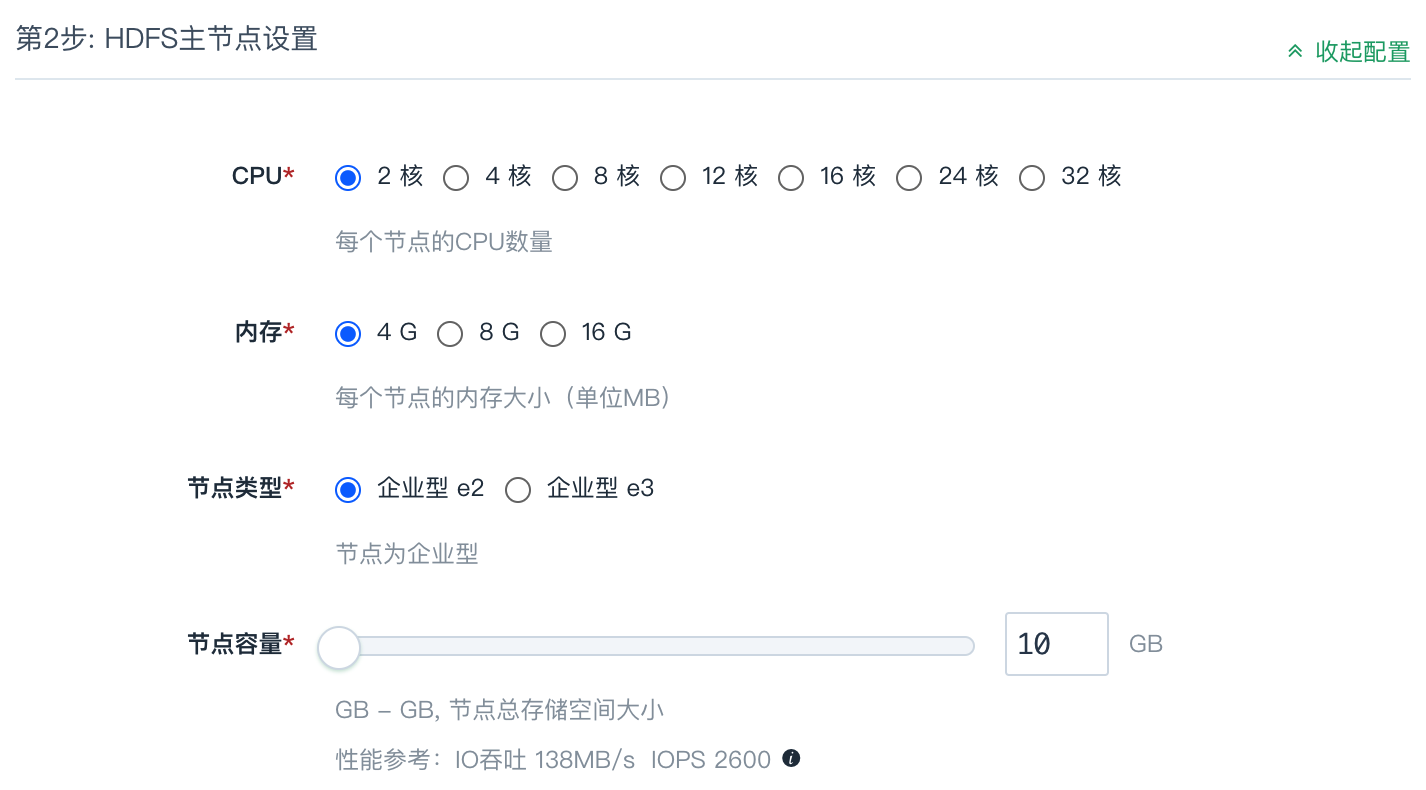 第2步: HDFS主节点设置
收起配置
CPU* 2 核 4 核 8 核 12 核 16 核 24 核 32 核
每个节点的CPU数量
内存* 4 G 8 G 16 G
每个节点的内存大小（单位MB）
节点类型* 企业型 e2 企业型 e3
节点为企业型
节点容量* 10 GB
GB – GB, 节点总存储空间大小
性能参考：IO吞吐 138MB/s IOPS 2600 i